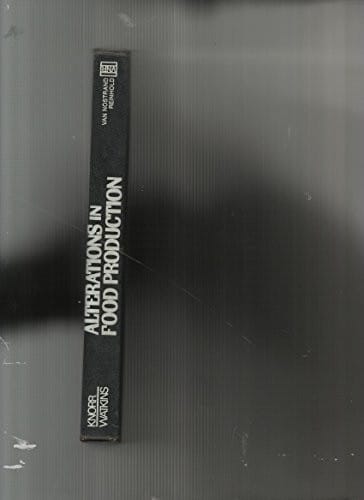 KNORR
WATKINS
ALTERATIONS IN
FOOD PRODUCTION
VAN NOSTRAND
REINHOLD